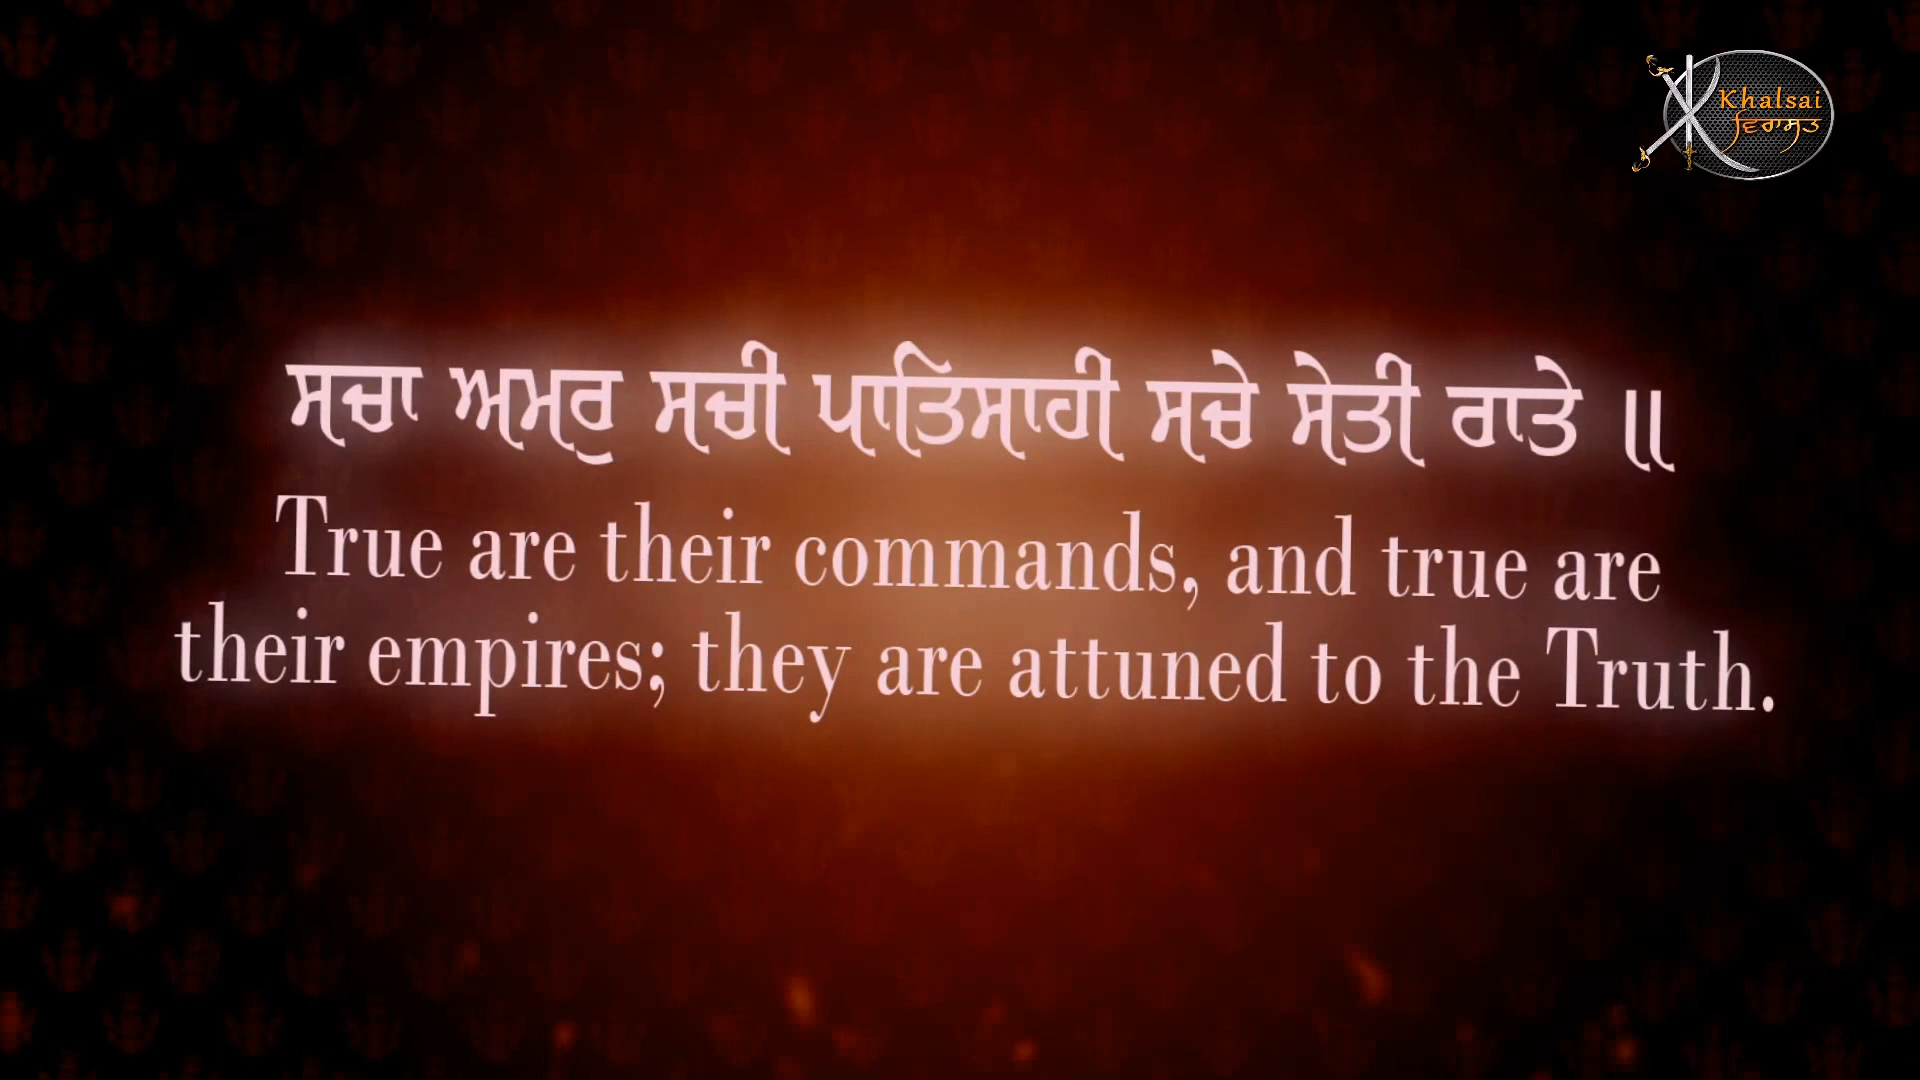 Khalsai
ਵਿਰਾਸਤ
ਸਚਾ ਅਮਰੁ ਸਚੀ ਪਾਤਿਸਾਹੀ ਸਚੇ ਸੇਤੀ ਰਾਤੇ ॥
True are their commands, and true are
their empires; they are attuned to the Truth.